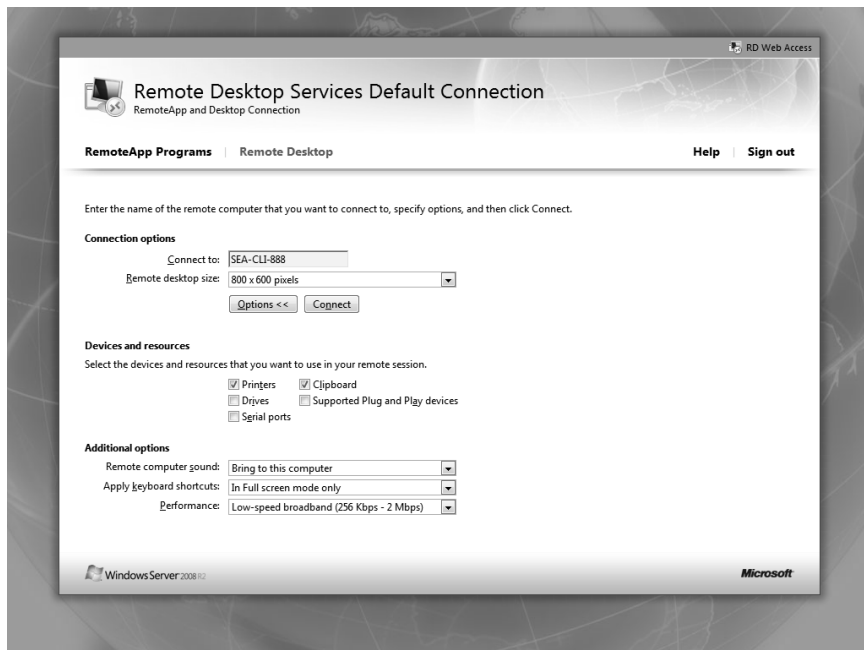 RD Web Access
Remote Desktop Services Default Connection
RemoteApp and Desktop Connection
RemoteApp Programs | Remote Desktop Help | Sign out
Enter the name of the remote computer that you want to connect to, specify options, and then click Connect.
Connection options
Connect to: SEA-CLI-888
Remote desktop size: 800 x 600 pixels
Options << Connect
Devices and resources
Select the devices and resources that you want to use in your remote session.
Printers Clipboard
Drives Supported Plug and Play devices
Serial ports
Additional options
Remote computer sound: Bring to this computer
Apply keyboard shortcuts: In Full screen mode only
Performance: Low-speed broadband (256 Kbps - 2 Mbps)
Windows Server 2008 R2 Microsoft